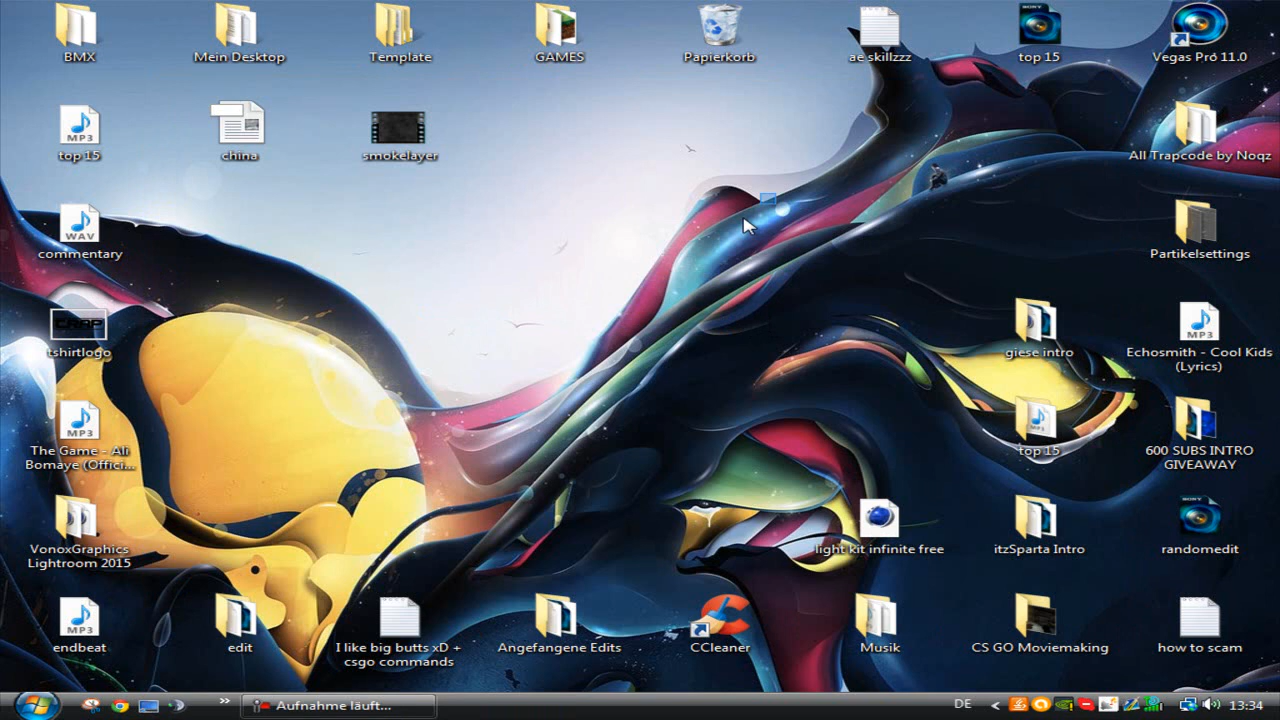 BMX
Mein Desktop
Template
GAMES
Papierkorb
ae skillzzz
SONY
top 15
Vegas Pro 11.0
MP3
top 15
china
smokelayer
All Trapcode by Noqz
WAV
commentary
Partikelsettings
CRAP
tshirtlogo
giese intro
MP3
Echosmith - Cool Kids
(Lyrics)
MP3
The Game - Ali
Bomaye (Offici...
MP3
top 15
600 SUBS INTRO
GIVEAWAY
VonoxGraphics
Lightroom 2015
light kit infinite free
itzSparta Intro
SONY
randomedit
MP3
endbeat
edit
I like big butts xD +
csgo commands
Angefangene Edits
CCleaner
Musik
CS GO Moviemaking
how to scam
»
Aufnahme läuft...
DE
<
13:34